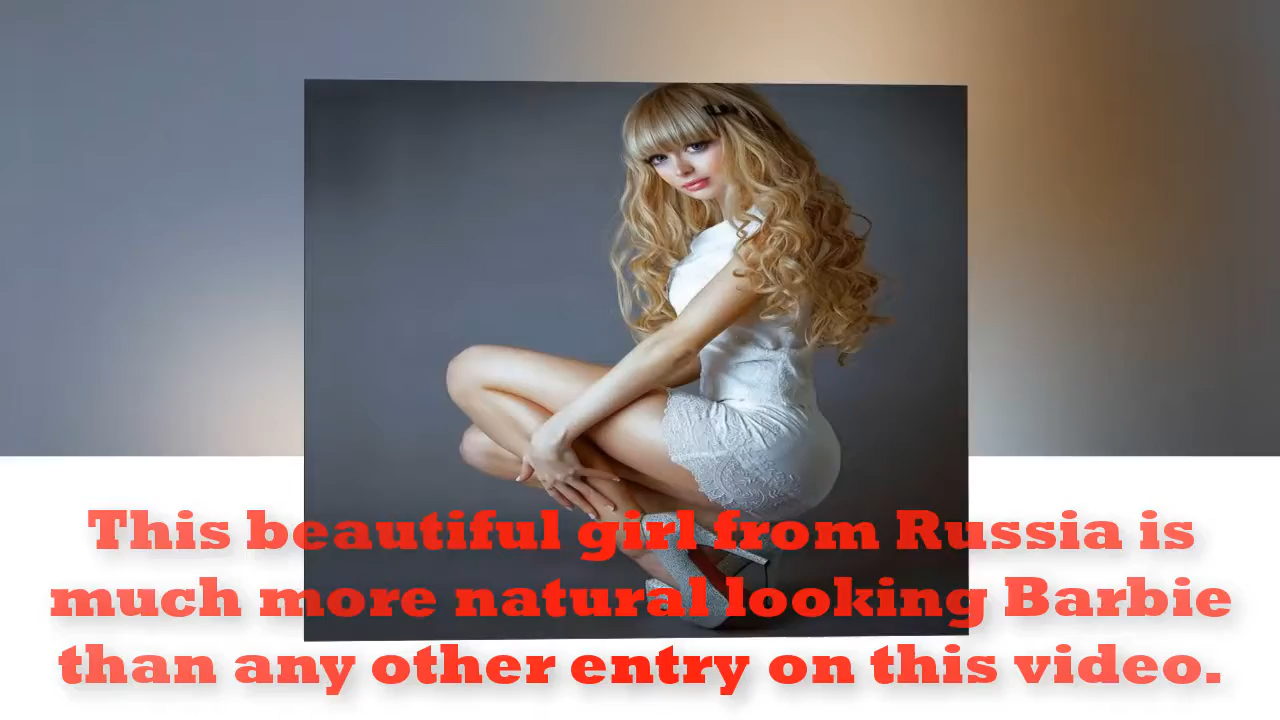 This beautiful girl from Russia is
much more natural looking Barbie
than any other entry on this video.